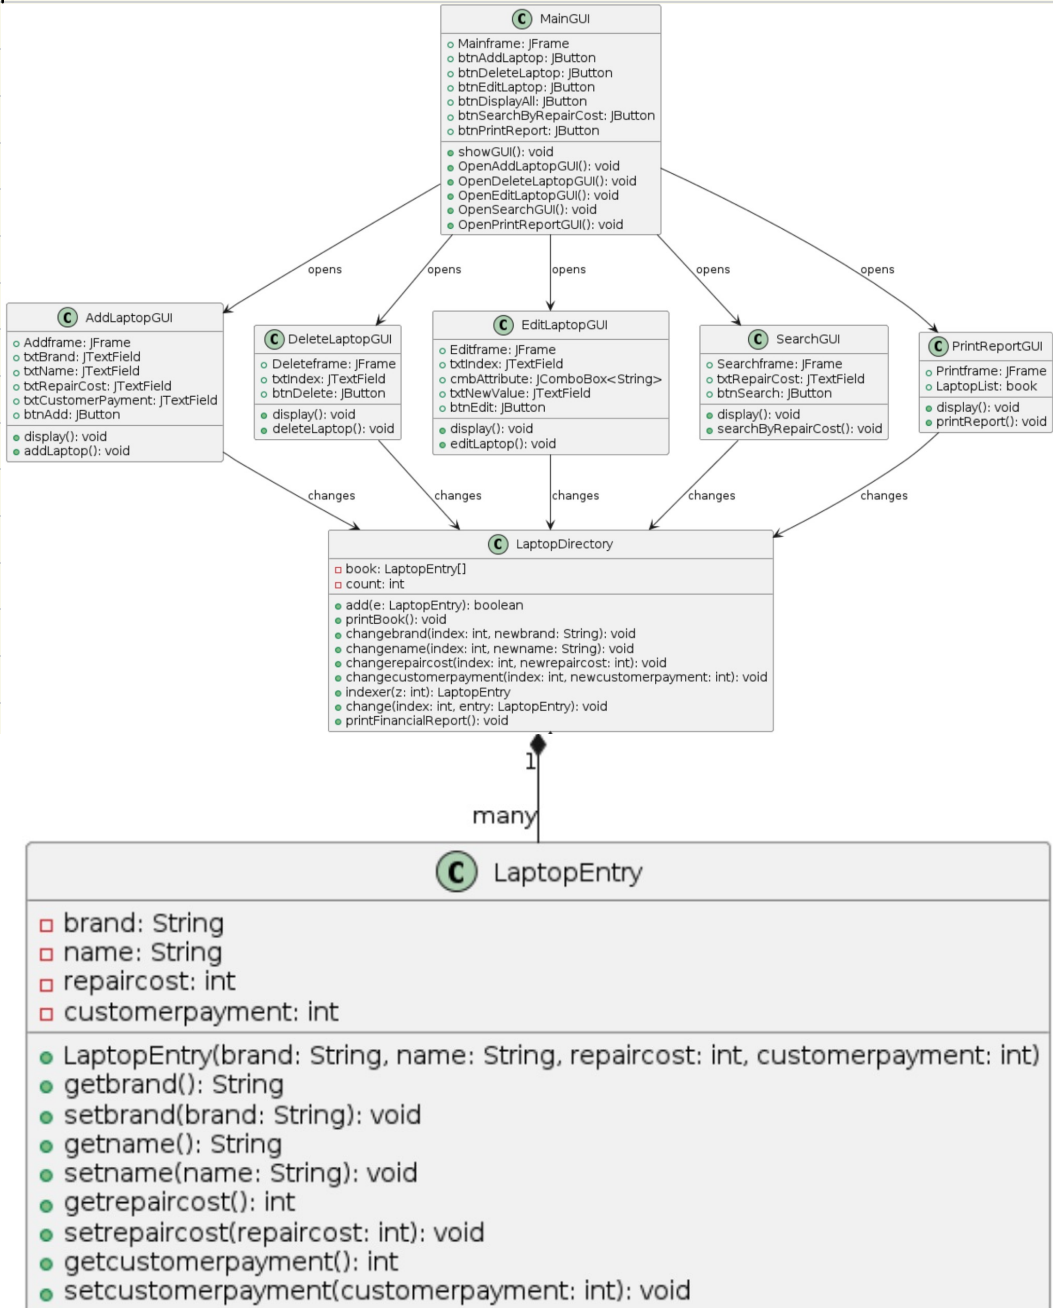 C MainGUI
Mainframe: JFrame
btnAddLaptop: JButton
btnDeleteLaptop: JButton
btnEditLaptop: JButton
btnDisplayAll: JButton
btnSearchByRepairCost: JButton
btnPrintReport: JButton
showGUI(): void
OpenAddLaptopGUI(): void
OpenDeleteLaptopGUI(): void
OpenEditLaptopGUI(): void
OpenSearchGUI(): void
OpenPrintReportGUI(): void
opens
opens
opens
opens
opens
C AddLaptopGUI
Addframe: JFrame
txtBrand: JTextField
txtName: JTextField
txtRepairCost: JTextField
txtCustomerPayment: JTextField
btnAdd: JButton
display(): void
addLaptop(): void
C DeleteLaptopGUI
Deleteframe: JFrame
txtIndex: JTextField
btnDelete: JButton
display(): void
deleteLaptop(): void
C EditLaptopGUI
Editframe: JFrame
txtIndex: JTextField
cmbAttribute: JComboBox<String>
txtNewValue: JTextField
btnEdit: JButton
display(): void
editLaptop(): void
C SearchGUI
Searchframe: JFrame
txtRepairCost: JTextField
btnSearch: JButton
display(): void
searchByRepairCost(): void
C PrintReportGUI
Printframe: JFrame
LaptopList: book
display(): void
printReport(): void
changes
changes
changes
changes
changes
C LaptopDirectory
book: LaptopEntry[]
count: int
add(e: LaptopEntry): boolean
printBook(): void
changebrand(index: int, newbrand: String): void
changename(index: int, newname: String): void
changerepaircost(index: int, newrepaircost: int): void
changecustomerpayment(index: int, newcustomerpayment: int): void
indexer(z: int): LaptopEntry
change(index: int, entry: LaptopEntry): void
printFinancialReport(): void
1
many
C LaptopEntry
brand: String
name: String
repaircost: int
customerpayment: int
LaptopEntry(brand: String, name: String, repaircost: int, customerpayment: int)
getbrand(): String
setbrand(brand: String): void
getname(): String
setname(name: String): void
getrepaircost(): int
setrepaircost(repaircost: int): void
getcustomerpayment(): int
setcustomerpayment(customerpayment: int): void